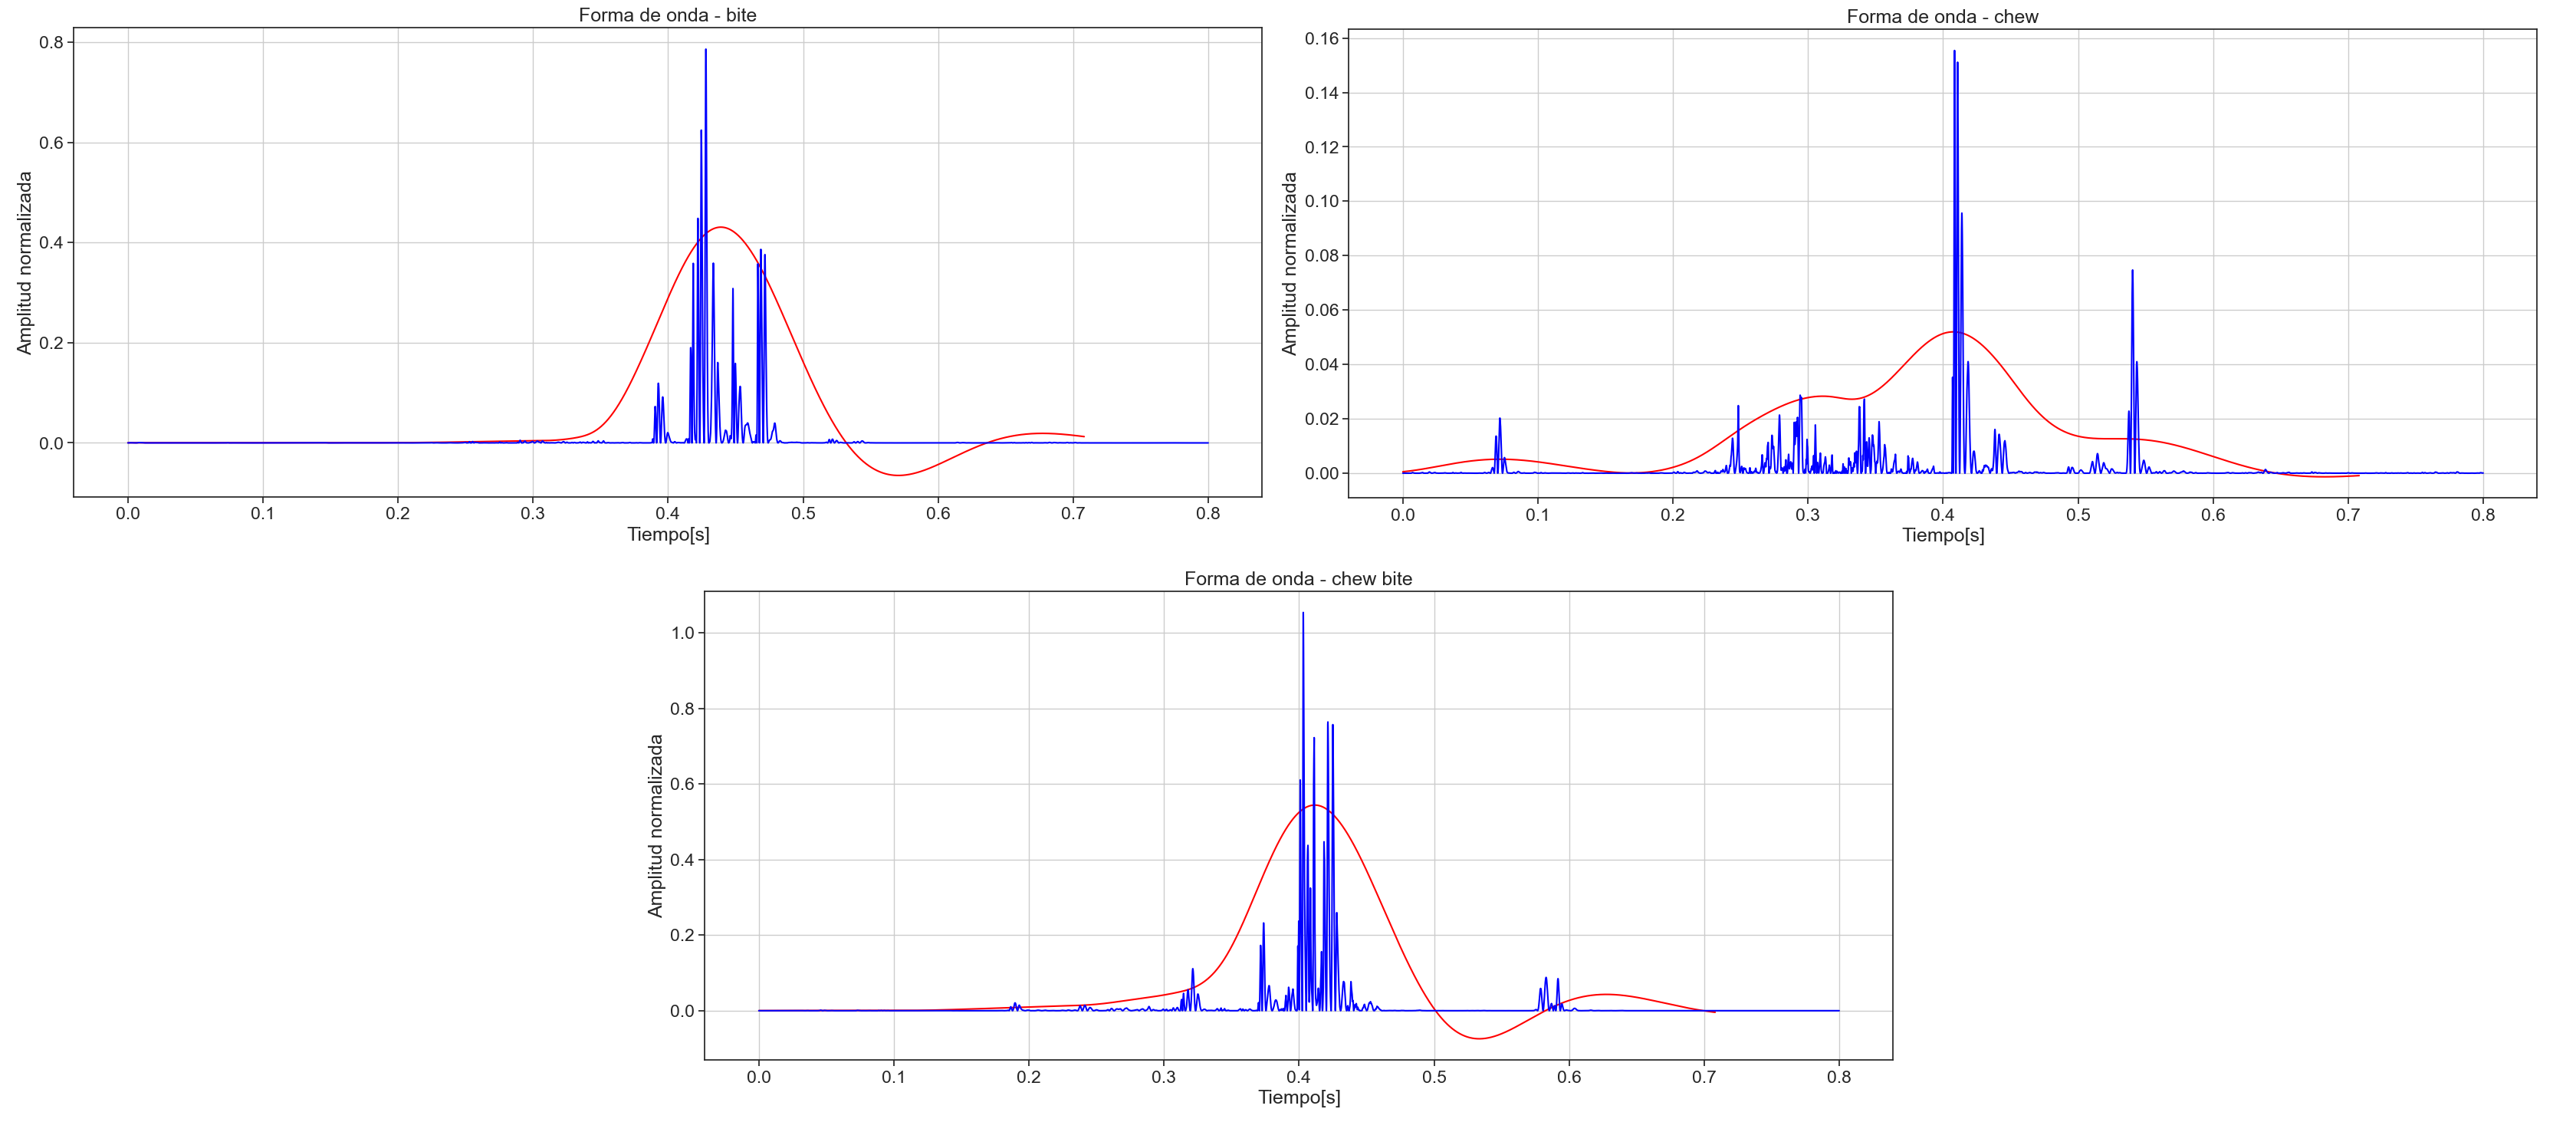 Forma de onda - bite
Amplitud normalizada
0.8
0.6
0.4
0.2
0.0
0.0 0.1 0.2 0.3 0.4 0.5 0.6 0.7 0.8
Tiempo[s]
Forma de onda - chew
Amplitud normalizada
0.16
0.14
0.12
0.10
0.08
0.06
0.04
0.02
0.00
0.0 0.1 0.2 0.3 0.4 0.5 0.6 0.7 0.8
Tiempo[s]
Forma de onda - chew bite
Amplitud normalizada
1.0
0.8
0.6
0.4
0.2
0.0
0.0 0.1 0.2 0.3 0.4 0.5 0.6 0.7 0.8
Tiempo[s]